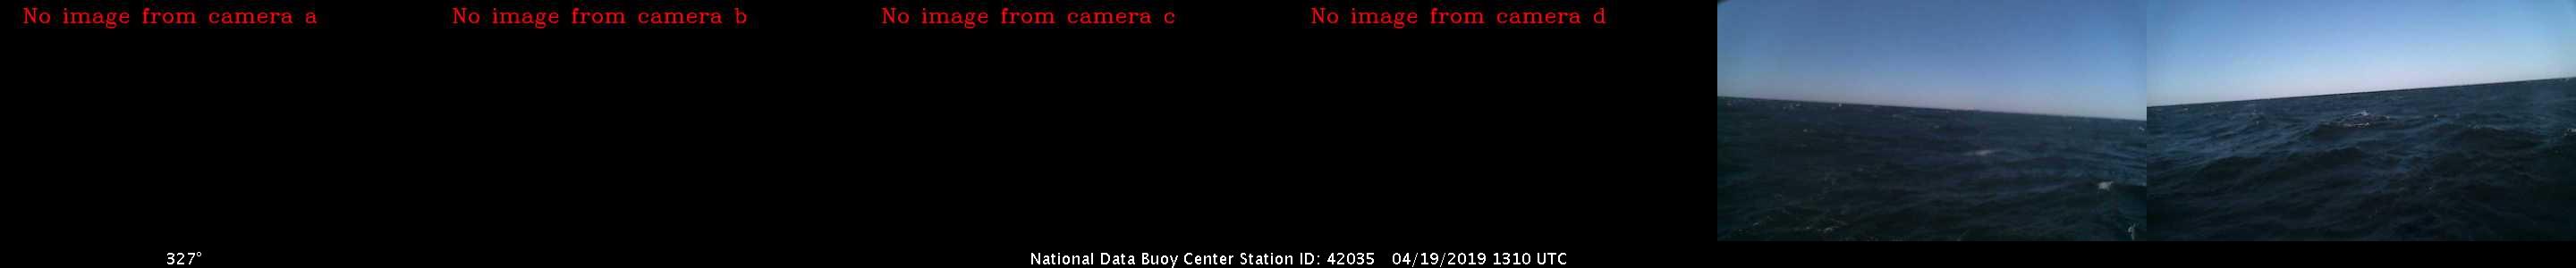 No image from camera a
No image from camera b
No image from camera c
No image from camera d
327°
National Data Buoy Center Station ID: 42035 04/19/2019 1310 UTC